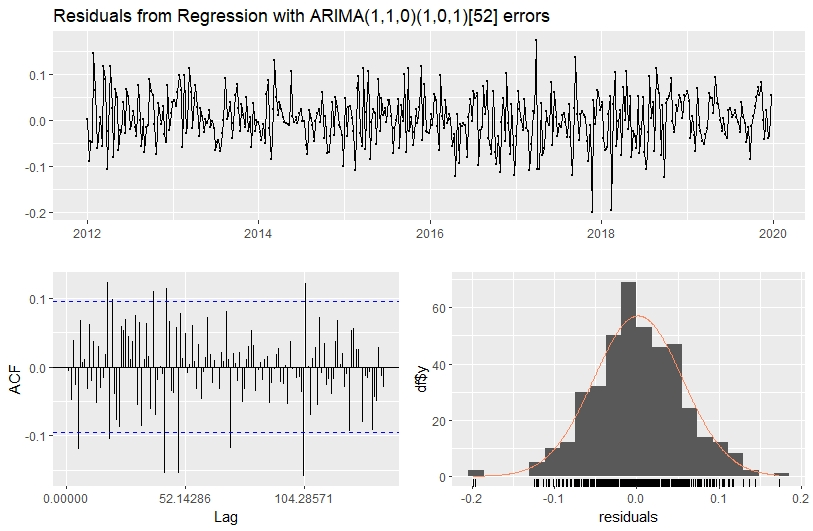 Residuals from Regression with ARIMA(1,1,0)(1,0,1)[52] errors
0.1
0.0
-0.1
-0.2
2012 2014 2016 2018 2020
ACF
0.1
0.0
-0.1
0.00000 52.14286 104.28571
Lag
df$y
60
40
20
0
-0.2 -0.1 0.0 0.1 0.2
residuals